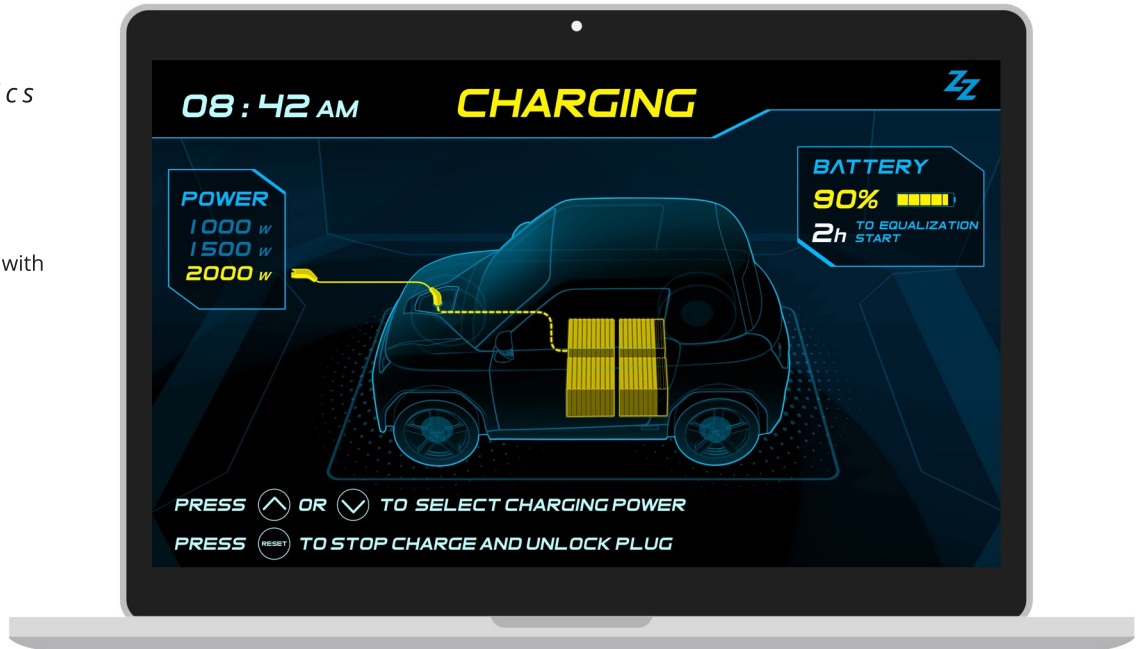 cs
with
08:42 AM
CHARGING
ZZ
POWER
1000 W
1500 W
2000 W
BATTERY
90%
2h TO EQUALIZATION
START
PRESS OR TO SELECT CHARGING POWER
PRESS RESET TO STOP CHARGE AND UNLOCK PLUG